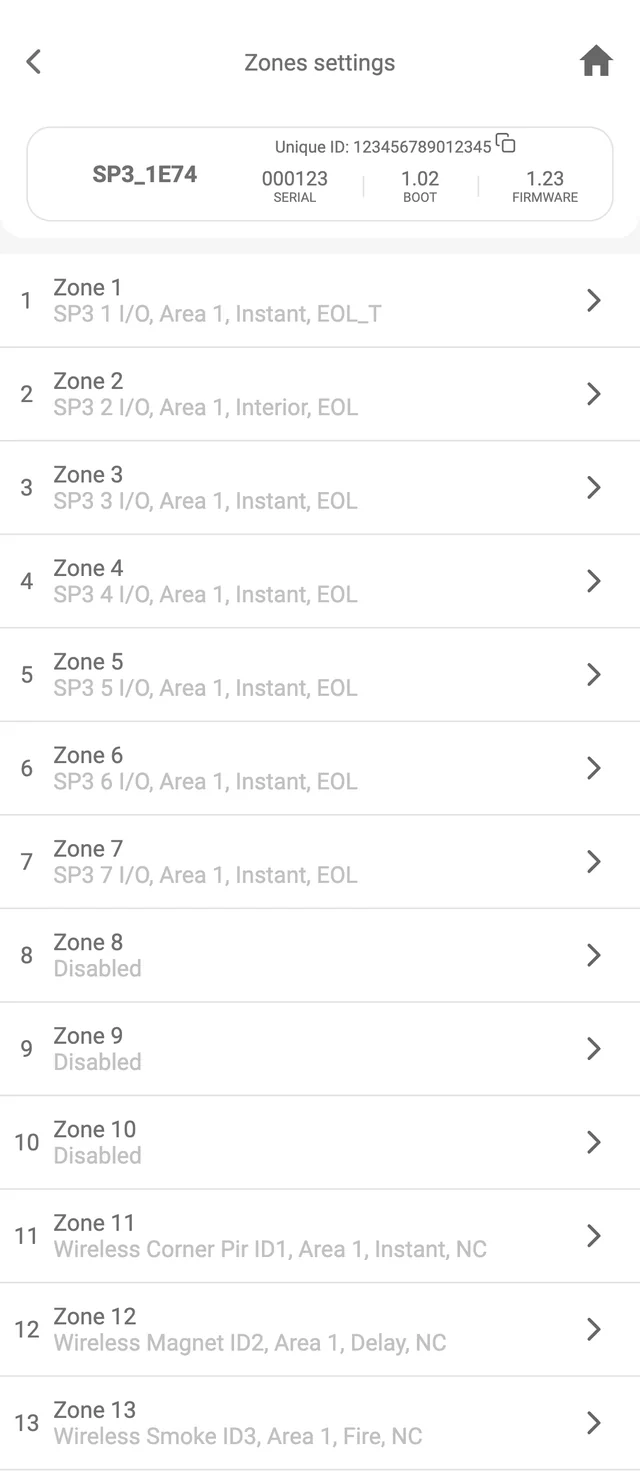 Zones settings
SP3_1E74
Unique ID: 123456789012345
000123 1.02 1.23
SERIAL BOOT FIRMWARE
1 Zone 1
SP3 1 I/O, Area 1, Instant, EOL_T
2 Zone 2
SP3 2 I/O, Area 1, Interior, EOL
3 Zone 3
SP3 3 I/O, Area 1, Instant, EOL
4 Zone 4
SP3 4 I/O, Area 1, Instant, EOL
5 Zone 5
SP3 5 I/O, Area 1, Instant, EOL
6 Zone 6
SP3 6 I/O, Area 1, Instant, EOL
7 Zone 7
SP3 7 I/O, Area 1, Instant, EOL
8 Zone 8
Disabled
9 Zone 9
Disabled
10 Zone 10
Disabled
11 Zone 11
Wireless Corner Pir ID1, Area 1, Instant, NC
12 Zone 12
Wireless Magnet ID2, Area 1, Delay, NC
13 Zone 13
Wireless Smoke ID3, Area 1, Fire, NC